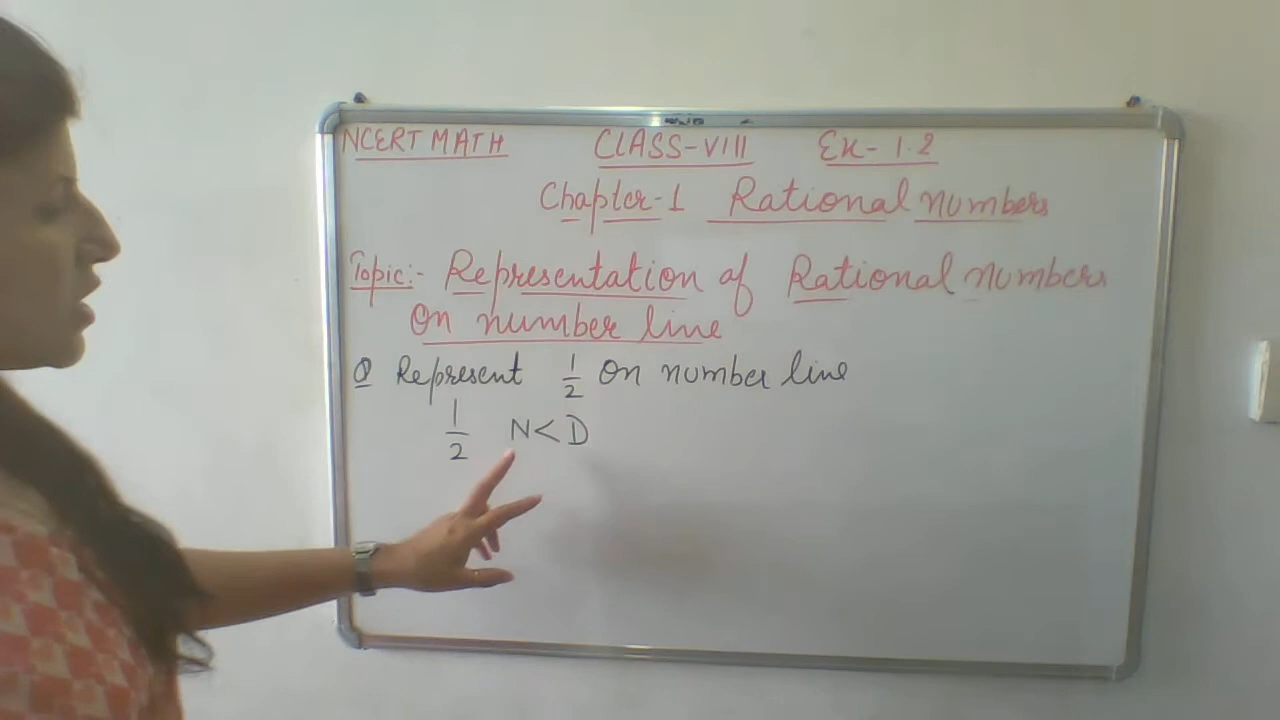 NCERT MATH CLASS-VIII Ex-1.2
Chapter-1 Rational numbers
Topic:- Representation of Rational numbers
On number line
Q Represent 1/2 On number line
1/2 N<D